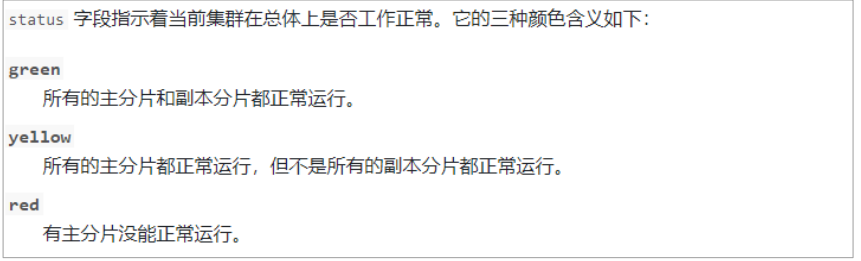 status 字段指示着当前集群在总体上是否工作正常。它的三种颜色含义如下：
green
所有的主分片和副本分片都正常运行。
yellow
所有的主分片都正常运行，但不是所有的副本分片都正常运行。
red
有主分片没能正常运行。